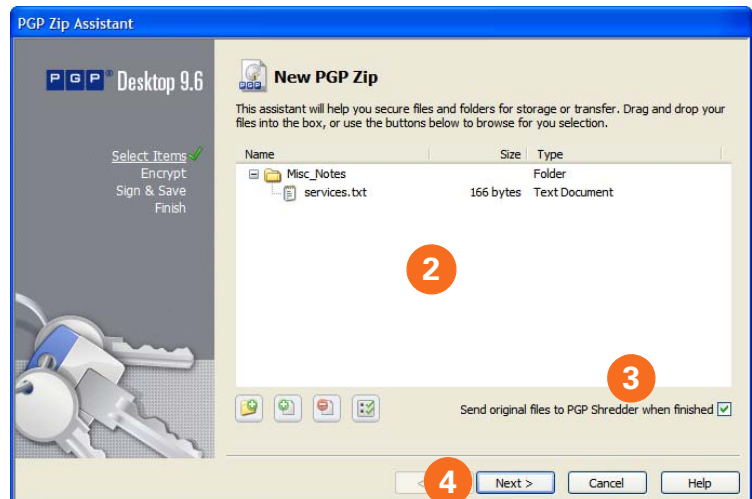 PGP Zip Assistant
PGP® Desktop 9.6
Select Items
Encrypt
Sign & Save
Finish
New PGP Zip
This assistant will help you secure files and folders for storage or transfer. Drag and drop your
files into the box, or use the buttons below to browse for you selection.
Name Size Type
Misc_Notes Folder
services.txt 166 bytes Text Document
2
3
Send original files to PGP Shredder when finished
4
< Next > Cancel Help